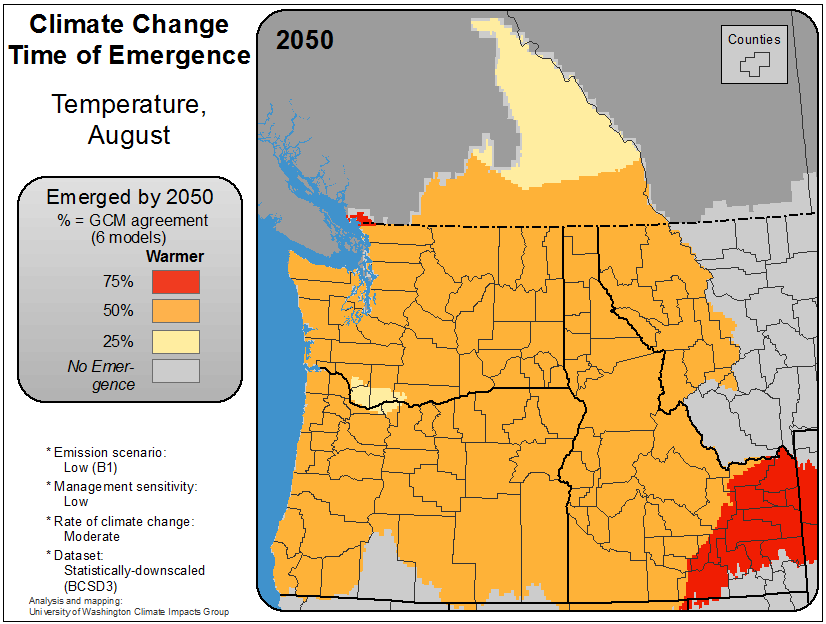 Climate Change
Time of Emergence
Temperature,
August
Emerged by 2050
% = GCM agreement
(6 models)
Warmer
75%
50%
25%
No Emer-
gence
* Emission scenario:
Low (B1)
* Management sensitivity:
Low
* Rate of climate change:
Moderate
* Dataset:
Statistically-downscaled
(BCSD3)
Analysis and mapping:
University of Washington Climate Impacts Group
2050
Counties